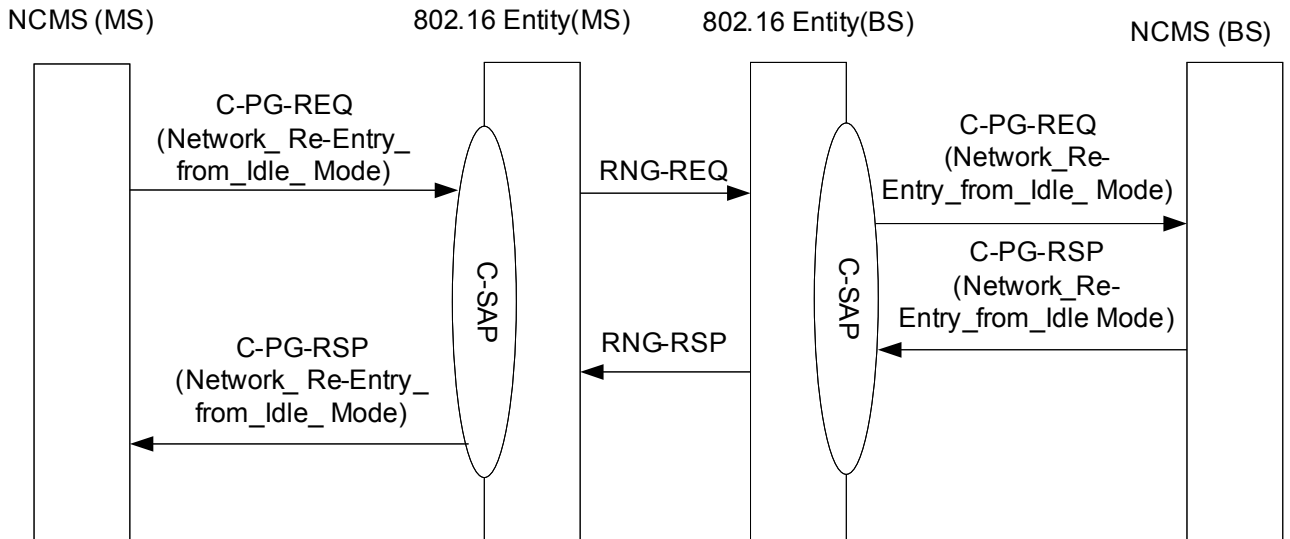 NCMS (MS)
802.16 Entity(MS)
802.16 Entity(BS)
NCMS (BS)
C-PG-REQ
(Network_ Re-Entry_
from_Idle_ Mode)
RNG-REQ
C-PG-REQ
(Network_Re-
Entry_from_Idle_ Mode)
C-SAP
C-SAP
C-PG-RSP
(Network_Re-
Entry_from_Idle Mode)
RNG-RSP
C-PG-RSP
(Network_ Re-Entry_
from_Idle_ Mode)